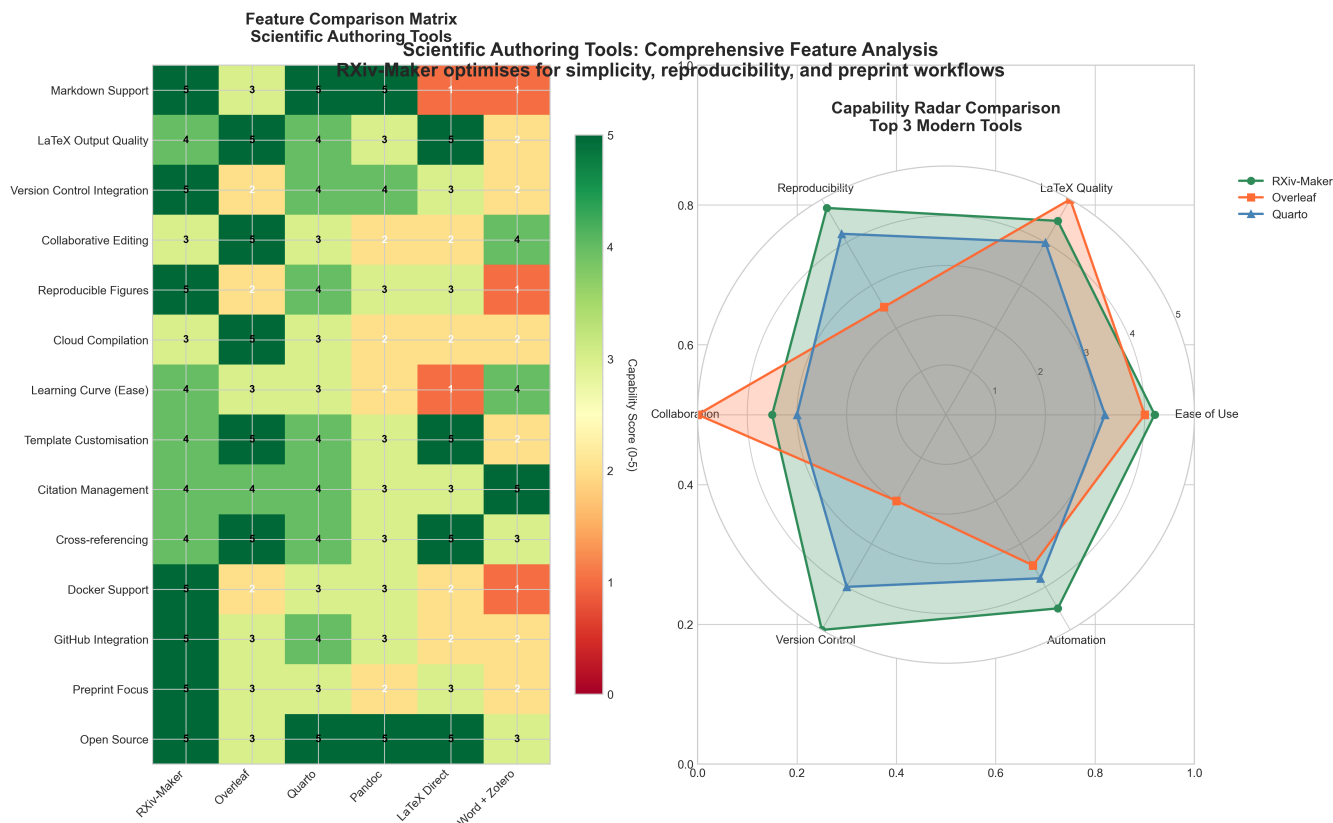 Feature Comparison Matrix
Scientific Authoring Tools
Scientific Authoring Tools: Comprehensive Feature Analysis
RXiv-Maker optimises for simplicity, reproducibility, and preprint workflows
Markdown Support 5 3 5 5 1 1
LaTeX Output Quality 4 5 4 3 5 2
Version Control Integration 5 2 4 4 3 2
Collaborative Editing 3 5 3 2 2 4
Reproducible Figures 5 2 4 3 3 1
Cloud Compilation 3 5 3 2 2 2
Learning Curve (Ease) 4 3 3 2 1 4
Template Customisation 4 5 4 3 5 2
Citation Management 4 4 4 3 3 5
Cross-referencing 4 5 4 3 5 3
Docker Support 5 2 3 3 2 1
GitHub Integration 5 3 4 3 2 2
Preprint Focus 5 3 3 2 3 2
Open Source 5 3 5 5 5 3
RXiv-Maker
Overleaf
Quarto
Pandoc
LaTeX Direct
Word + Zotero
5
4
3
2
1
0
Capability Score (0-5)
Capability Radar Comparison
Top 3 Modern Tools
1.0
0.8
0.6
0.4
0.2
0.0
0.0 0.2 0.4 0.6 0.8 1.0
Reproducibility
LaTeX Quality
Collaboration
Ease of Use
Version Control
Automation
1
2
3
4
5
RXiv-Maker
Overleaf
Quarto